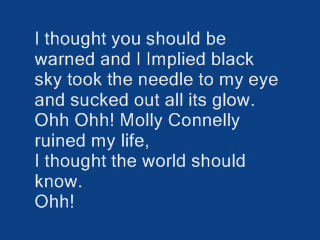 I thought you should be
warned and I Implied black
sky took the needle to my eye
and sucked out all its glow.
Ohh Ohh! Molly Connelly
ruined my life,
I thought the world should
know.
Ohh!